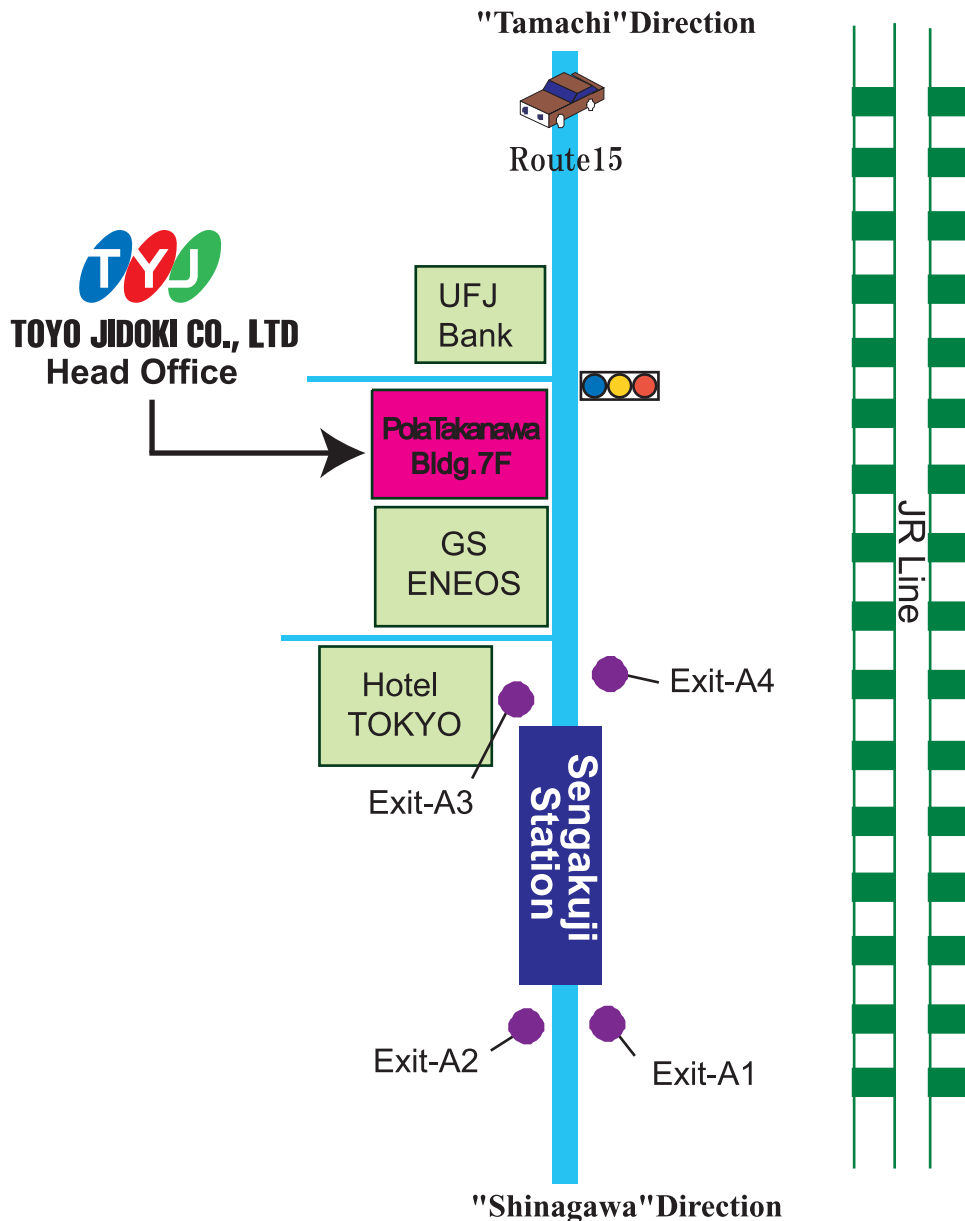 "Tamachi"Direction
Route15
TYJ
TOYO JIDOKI CO., LTD
Head Office
UFJ
Bank
PolaTakanawa
Bldg.7F
GS
ENEOS
JR Line
Hotel
TOKYO
Exit-A4
Exit-A3
Sengakuji
Station
Exit-A2
Exit-A1
"Shinagawa"Direction